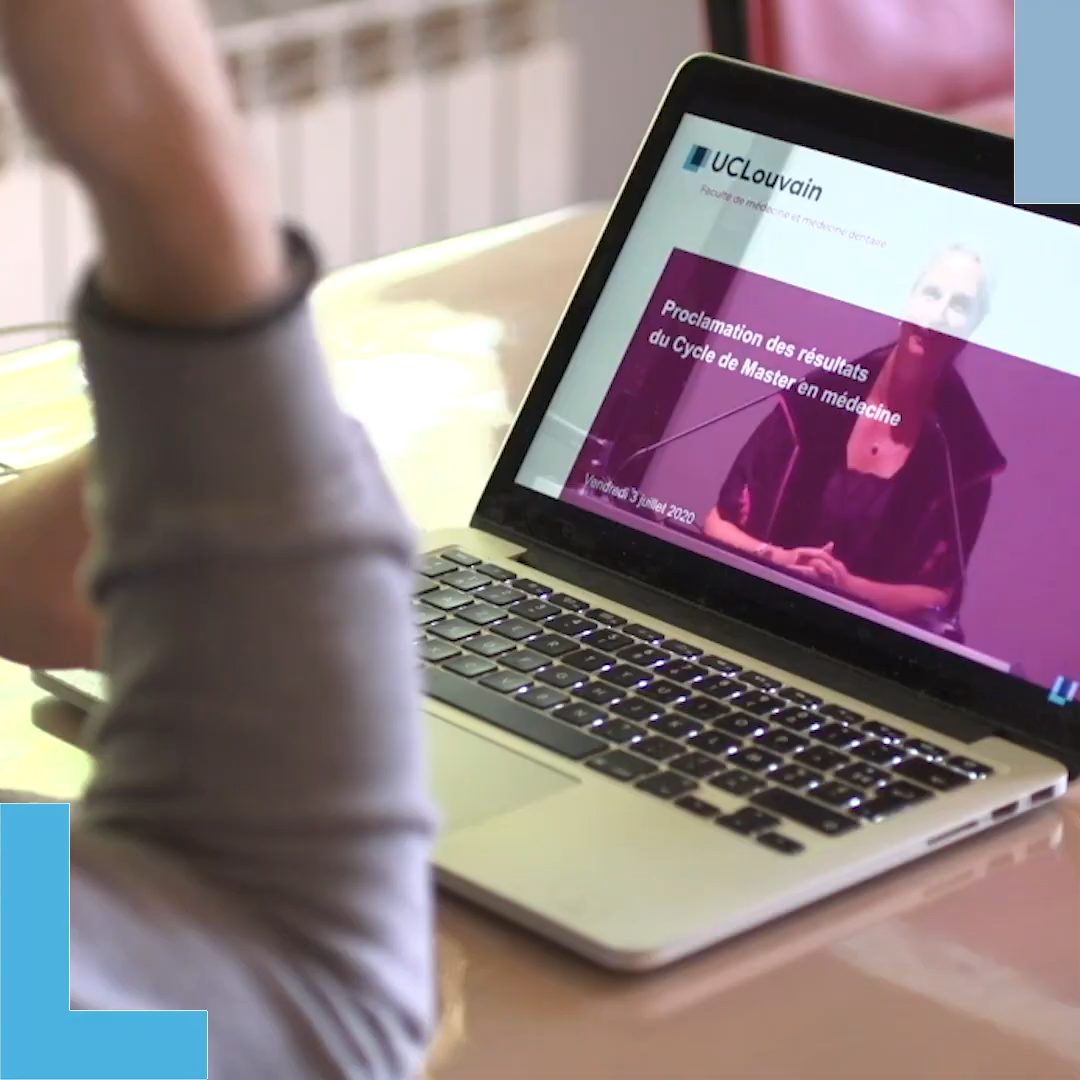 UCLouvain
Faculté de médecine et médecine dentaire
Proclamation des résultats
du Cycle de Master en médecine
Vendredi 3 juillet 2020